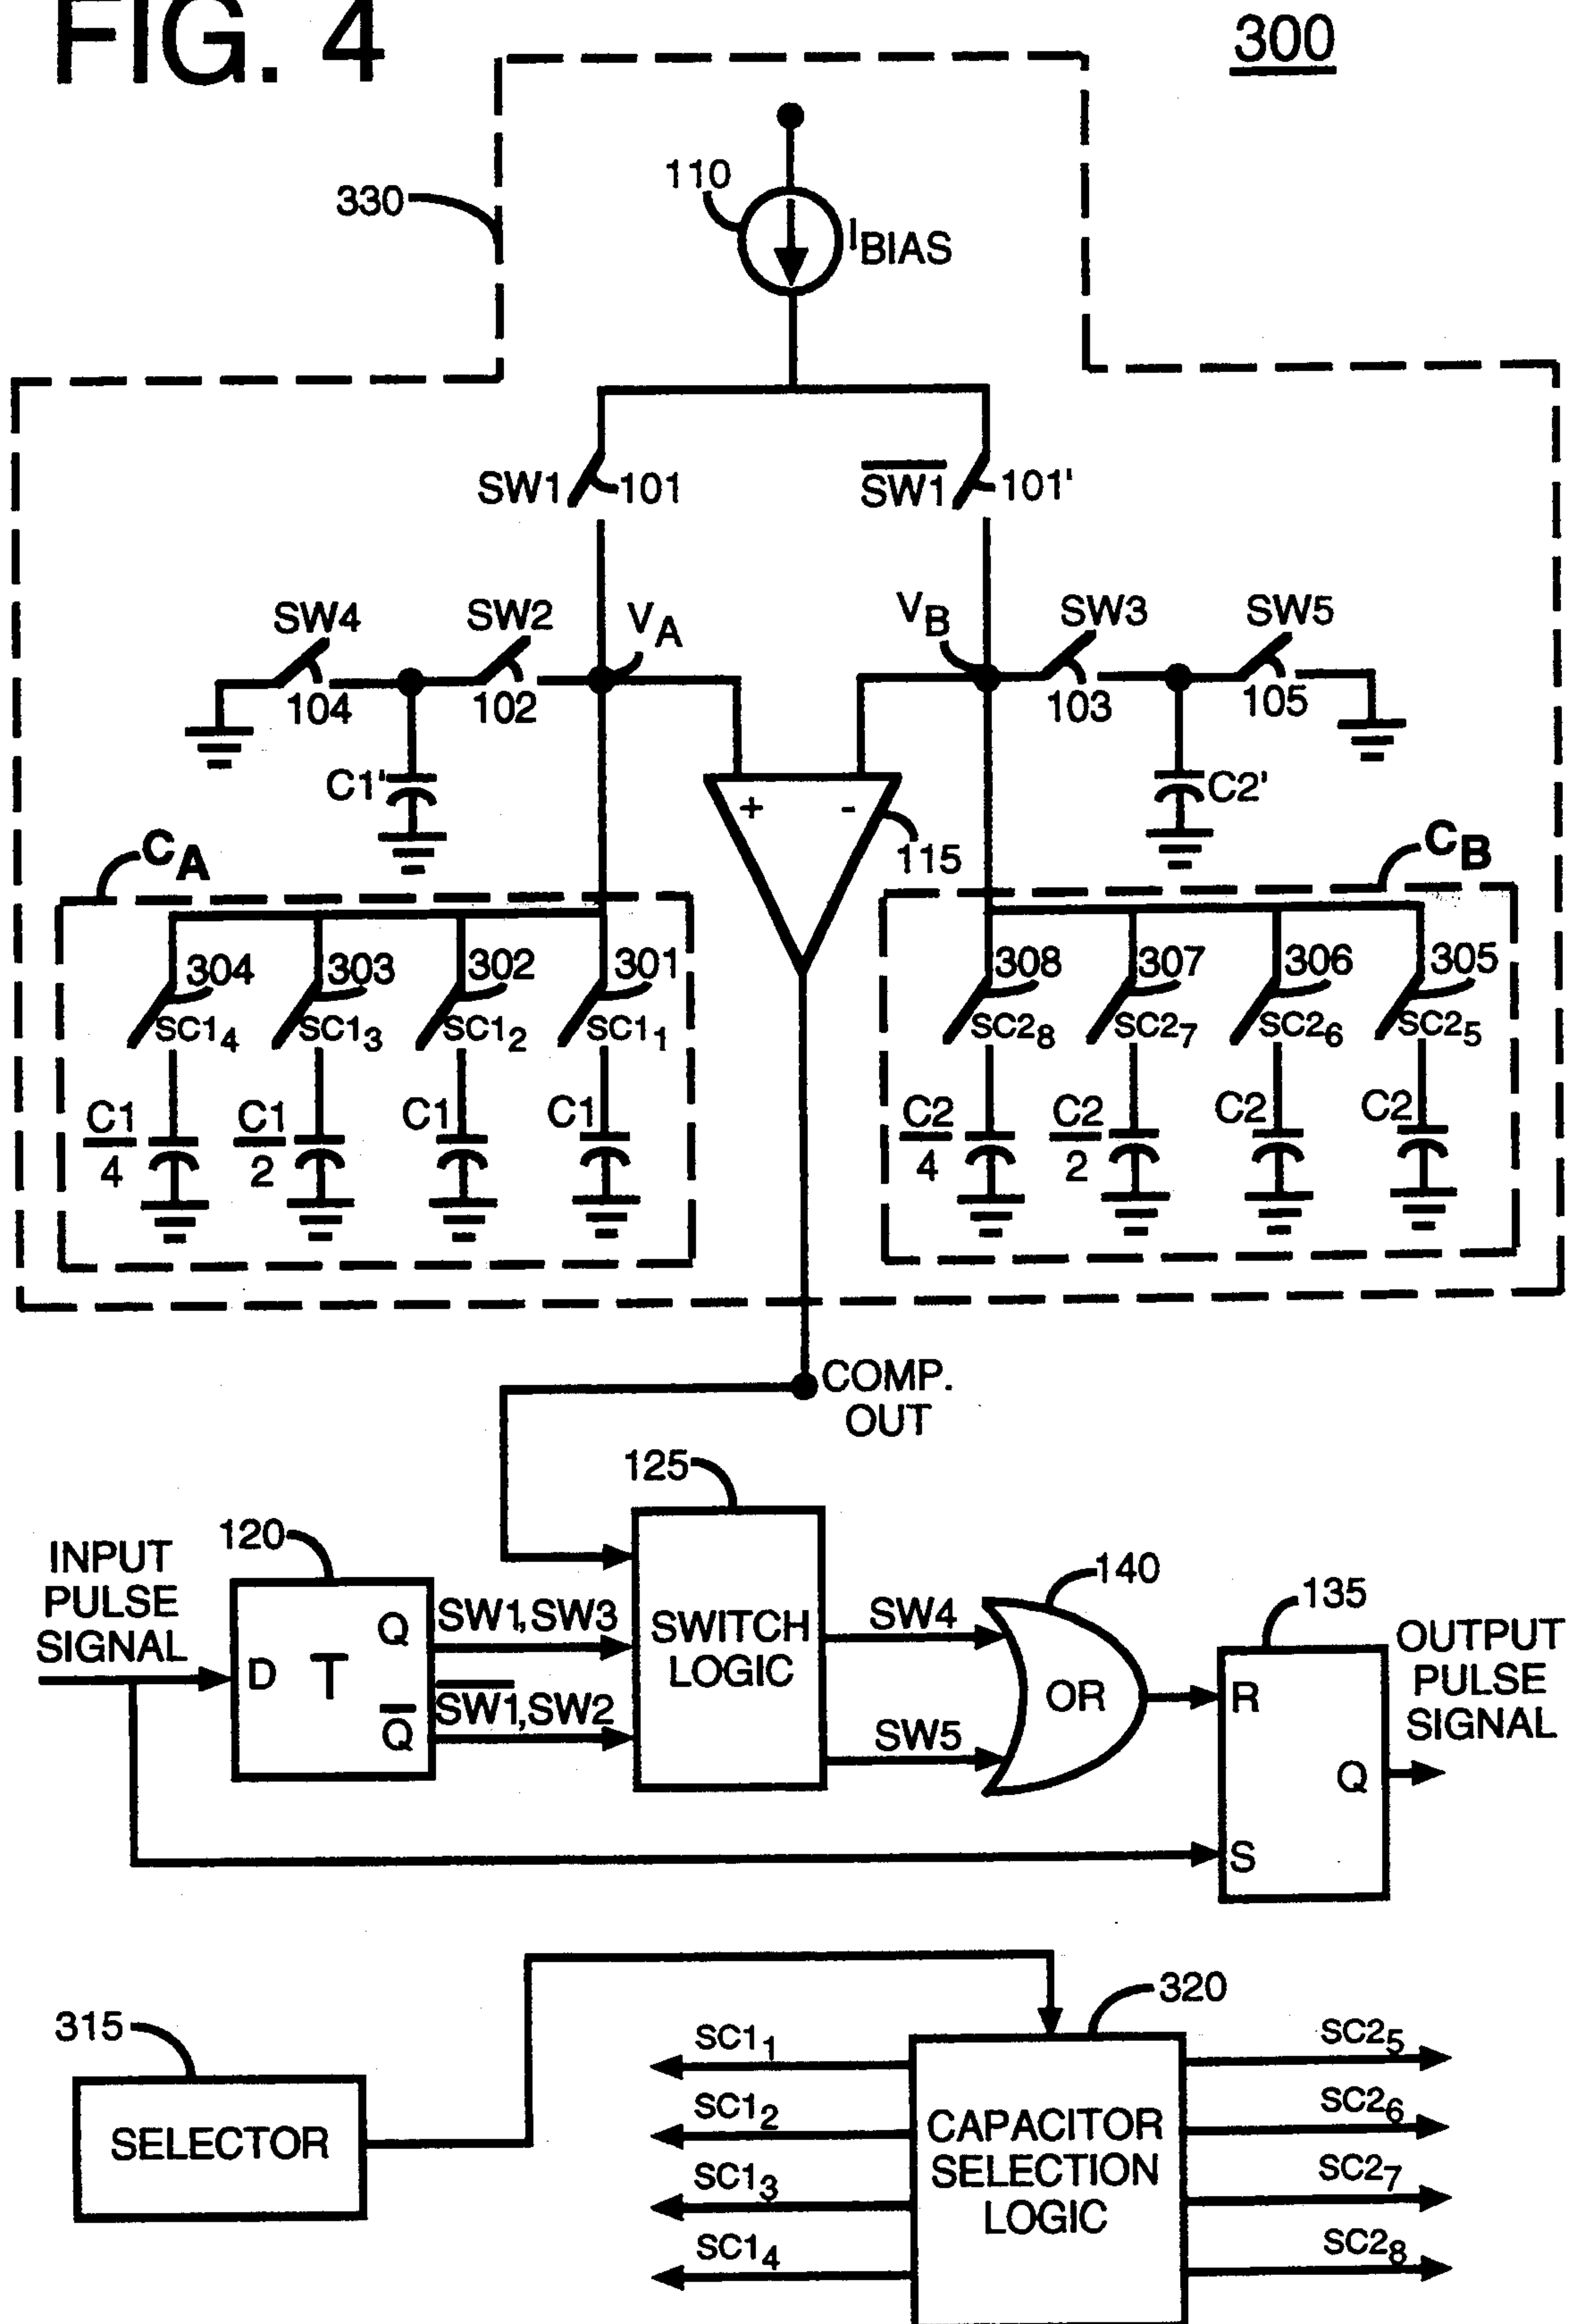 FIG. 4
300
330
110
I BIAS
SW1
101
SW1
101'
SW4
SW2
VA
VB
SW3
SW5
104
102
103
105
C1'
C2'
+
-
115
CA
CB
304
303
302
301
308
307
306
305
SC14
SC13
SC12
SC11
SC28
SC27
SC26
SC25
C1
4
C1
2
C1
C1
C2
4
C2
2
C2
C2
COMP.
OUT
125
120
INPUT
PULSE
SIGNAL
D
T
Q
Q
SW1,SW3
SW1,SW2
SWITCH
LOGIC
SW4
SW5
140
OR
135
R
S
Q
OUTPUT
PULSE
SIGNAL
315
SELECTOR
320
CAPACITOR
SELECTION
LOGIC
SC11
SC12
SC13
SC14
SC25
SC26
SC27
SC28